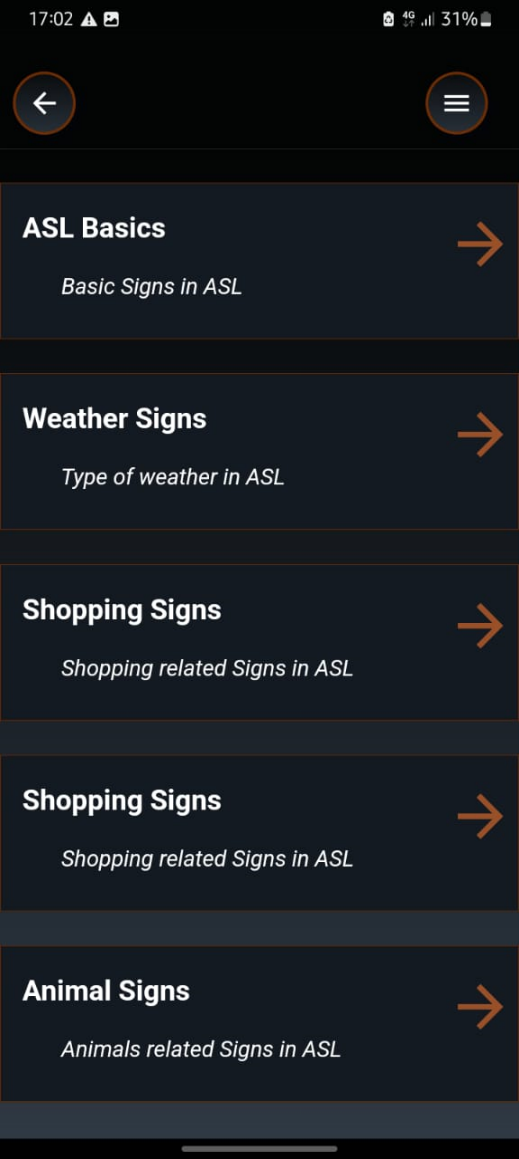 17:02 4G 31%
ASL Basics
Basic Signs in ASL
Weather Signs
Type of weather in ASL
Shopping Signs
Shopping related Signs in ASL
Shopping Signs
Shopping related Signs in ASL
Animal Signs
Animals related Signs in ASL